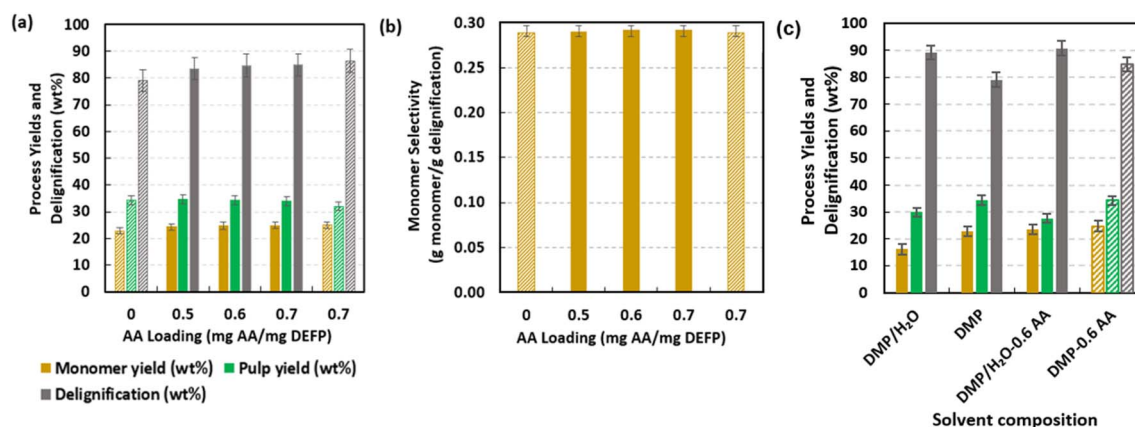 (a)
Process Yields and
Delignification (wt%)
100
90
80
70
60
50
40
30
20
10
0
0 0.5 0.6 0.7 0.7
AA Loading (mg AA/mg DEFP)
Monomer yield (wt%) Pulp yield (wt%)
Delignification (wt%)
(b)
Monomer Selectivity
(g monomer/g delignification)
0.30
0.25
0.20
0.15
0.10
0.05
0.00
0 0.5 0.6 0.7 0.7
AA Loading (mg AA/mg DEFP)
(c)
Process Yields and
Delignification (wt%)
100
90
80
70
60
50
40
30
20
10
0
DMP/H₂O
DMP
DMP/H₂O-0.6 AA
DMP-0.6 AA
Solvent composition